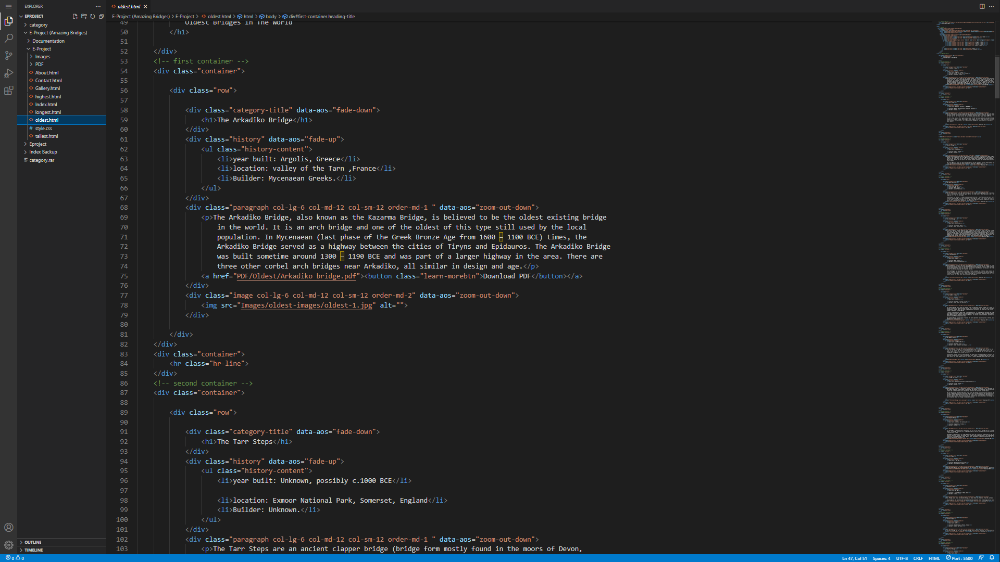 EXPLORER
EPROJECT
category
E-Project (Amazing Bridges)
Documentation
E-Project
Images
PDF
About.html
Contact.html
Gallery.html
highest.html
Index.html
longest.html
oldest.html
style.css
tallest.html
Eproject
Index Backup
category.rar
OUTLINE
TIMELINE
oldest.html
E-Project (Amazing Bridges) > E-Project > oldest.html > html > body > div#first-container.heading-title
49 Oldest Bridges in The World
50 </h1>
51
52 </div>
53 <!-- first container -->
54 <div class="container">
55
56 <div class="row">
57
58 <div class="category-title" data-aos="fade-down">
59 <h1>The Arkadiko Bridge</h1>
60 </div>
61 <div class="history" data-aos="fade-up">
62 <ul class="history-content">
63 <li>year built: Argolis, Greece</li>
64 <li>location: valley of the Tarn ,France</li>
65 <li>Builder: Mycenaean Greeks.</li>
66 </ul>
67 </div>
68 <div class="paragraph col-lg-6 col-md-12 col-sm-12 order-md-1 " data-aos="zoom-out-down">
69 <p>The Arkadiko Bridge, also known as the Kazarma Bridge, is believed to be the oldest existing bridge
70 in the world. It is an arch bridge and one of the oldest of this type still used by the local
71 population. In Mycenaean (last phase of the Greek Bronze Age from 1600 – 1100 BCE) times, the
72 Arkadiko Bridge served as a highway between the cities of Tiryns and Epidauros. The Arkadiko Bridge
73 was built sometime around 1300 – 1190 BCE and was part of a larger highway in the area. There are
74 three other corbel arch bridges near Arkadiko, all similar in design and age.</p>
75 <a href="PDF/Oldest/Arkadiko bridge.pdf"><button class="learn-morebtn">Download PDF</button></a>
76 </div>
77 <div class="image col-lg-6 col-md-12 col-sm-12 order-md-2" data-aos="zoom-out-down">
78 <img src="Images/oldest-images/oldest-1.jpg" alt="">
79 </div>
80
81 </div>
82 </div>
83 <div class="container">
84 <hr class="hr-line">
85 </div>
86 <!-- second container -->
87 <div class="container">
88
89 <div class="row">
90
91 <div class="category-title" data-aos="fade-down">
92 <h1>The Tarr Steps</h1>
93 </div>
94 <div class="history" data-aos="fade-up">
95 <ul class="history-content">
96 <li>year built: Unknown, possibly c.1000 BCE</li>
97
98 <li>location: Exmoor National Park, Somerset, England</li>
99 <li>Builder: Unknown.</li>
100 </ul>
101 </div>
102 <div class="paragraph col-lg-6 col-md-12 col-sm-12 order-md-1 " data-aos="zoom-out-down">
103 <p>The Tarr Steps are an ancient clapper bridge (bridge form mostly found in the moors of Devon,
0 0 Ln 47, Col 51 Spaces: 4 UTF-8 CRLF HTML Port : 5500